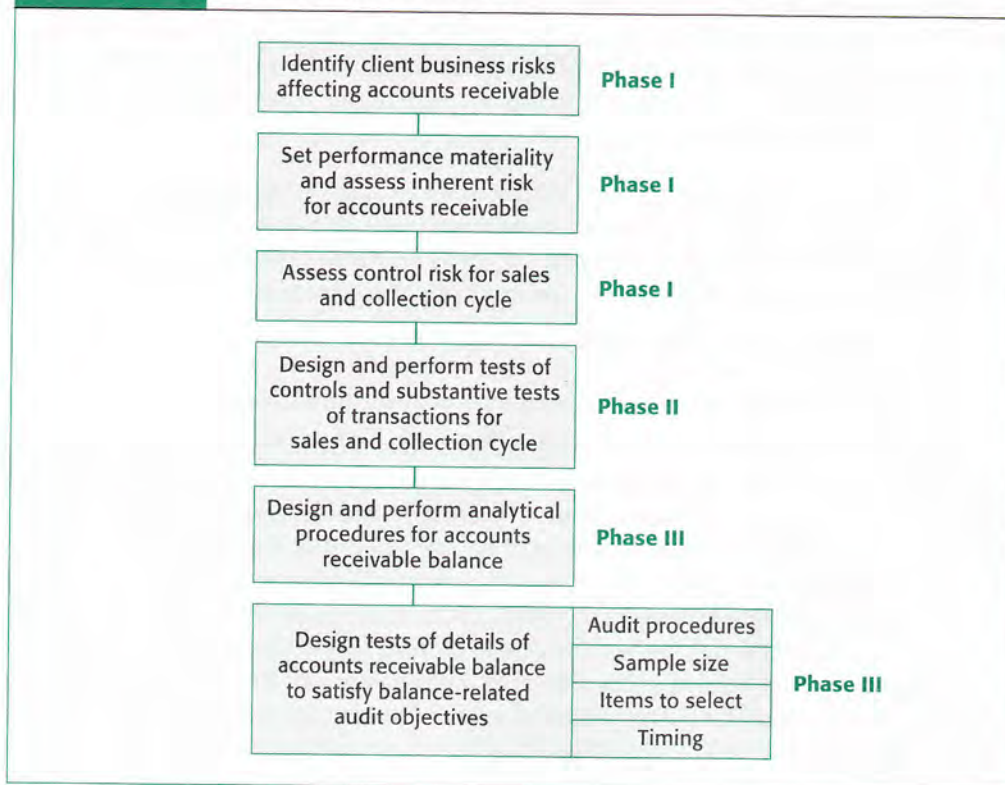 Identify client business risks
affecting accounts receivable
Phase I
Set performance materiality
and assess inherent risk
for accounts receivable
Phase I
Assess control risk for sales
and collection cycle
Phase I
Design and perform tests of
controls and substantive tests
of transactions for
sales and collection cycle
Phase II
Design and perform analytical
procedures for accounts
receivable balance
Phase III
Design tests of details of
accounts receivable balance
to satisfy balance-related
audit objectives
Audit procedures
Sample size
Items to select
Timing
Phase III